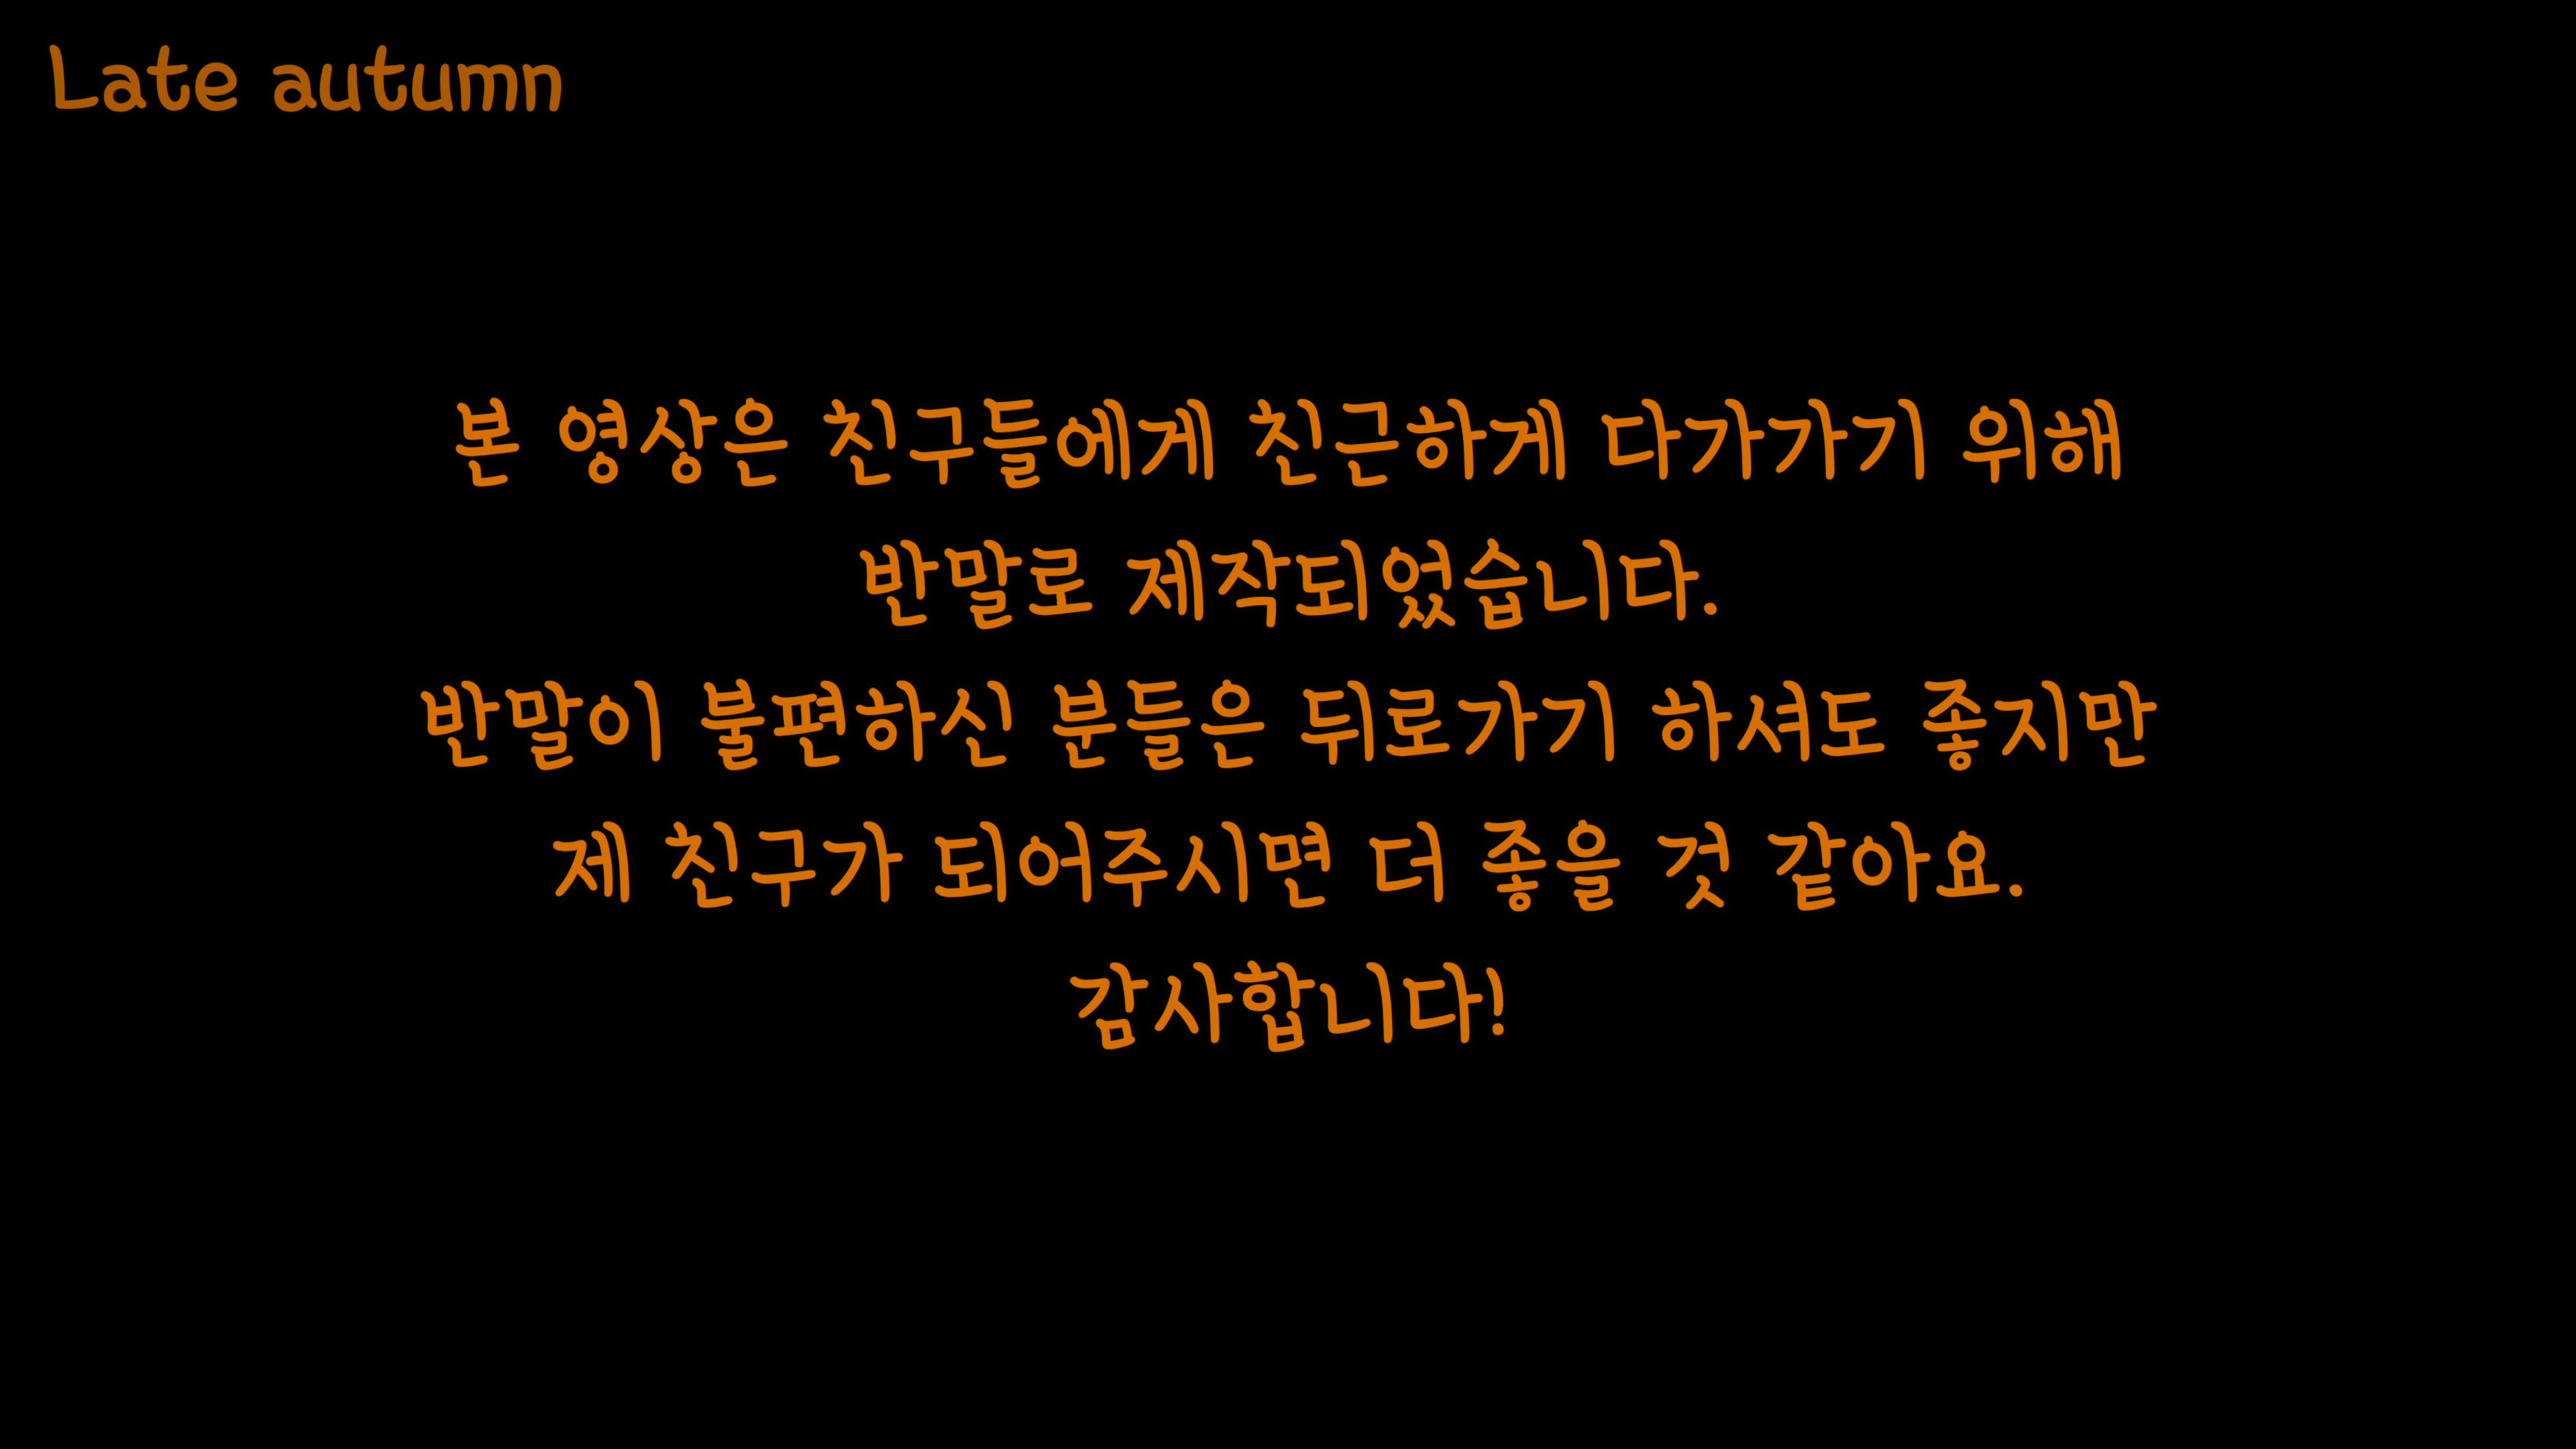 Late autumn
본 영상은 친구들에게 친근하게 다가가기 위해
반말로 제작되었습니다.
반말이 불편하신 분들은 뒤로가기 하셔도 좋지만
제 친구가 되어주시면 더 좋을 것 같아요.
감사합니다!